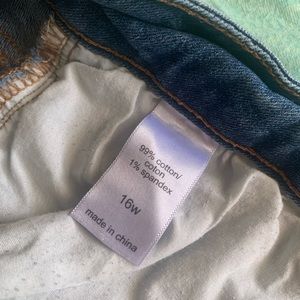 99% cotton/
coton
1% spandex
16w
made in china